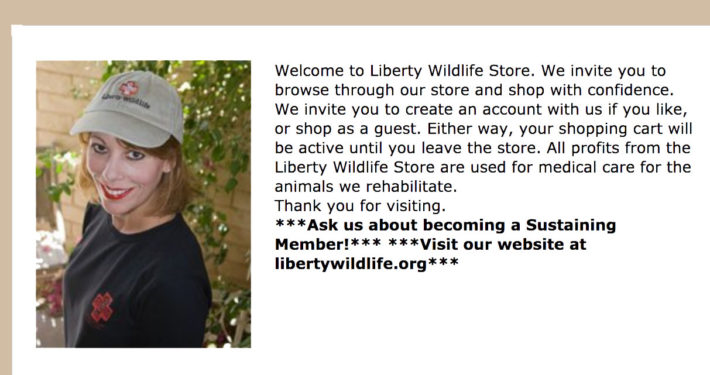 liberty wildlife
Welcome to Liberty Wildlife Store. We invite you to
browse through our store and shop with confidence.
We invite you to create an account with us if you like,
or shop as a guest. Either way, your shopping cart will
be active until you leave the store. All profits from the
Liberty Wildlife Store are used for medical care for the
animals we rehabilitate.
Thank you for visiting.
***Ask us about becoming a Sustaining
Member!*** ***Visit our website at
libertywildlife.org***